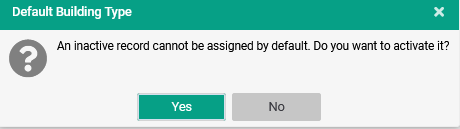 Default Building Type
An inactive record cannot be assigned by default. Do you want to activate it?
Yes
No